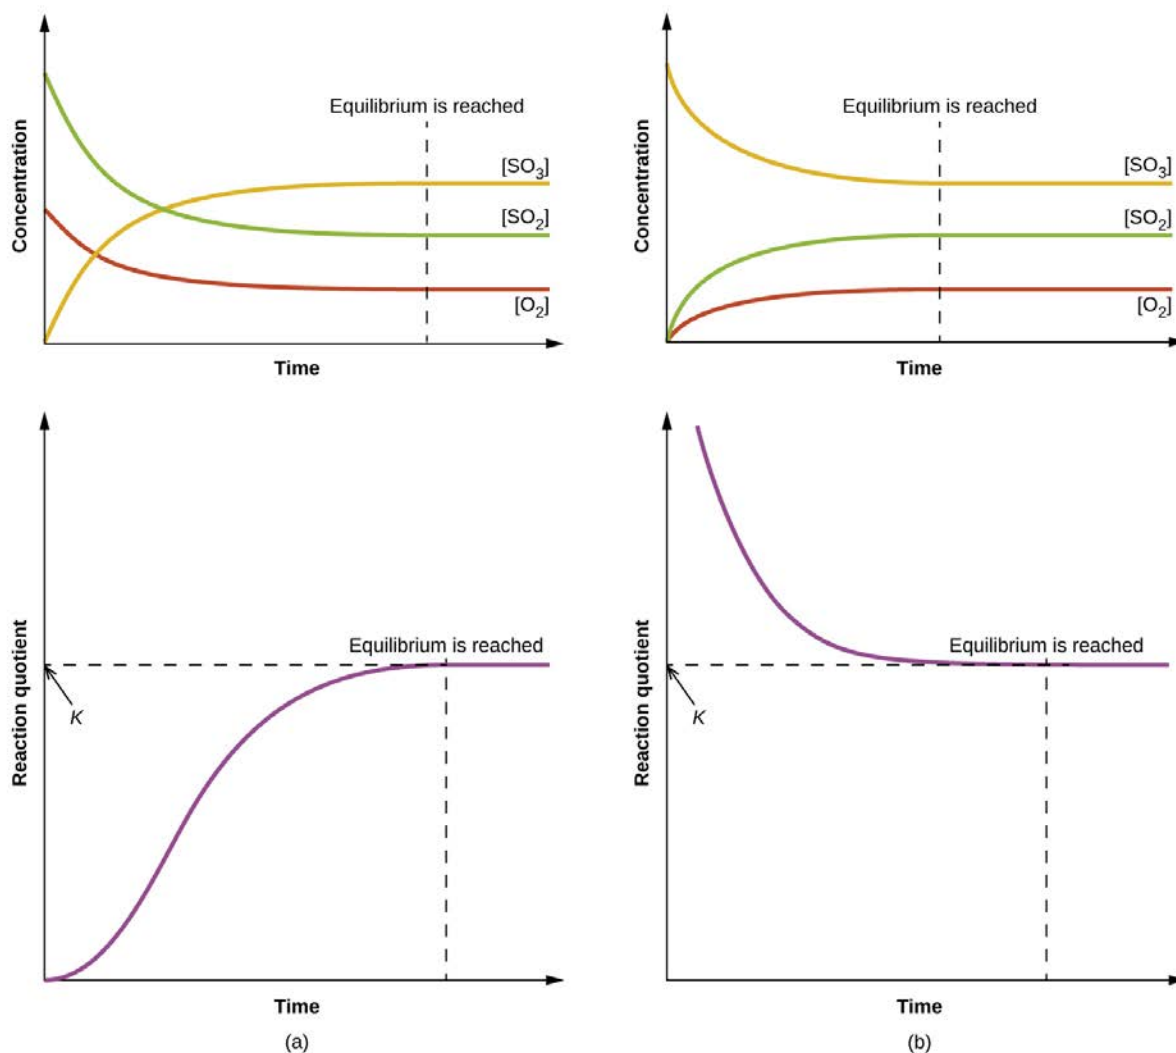 Concentration
Equilibrium is reached
[SO₃]
[SO₂]
[O₂]
Time
Concentration
Equilibrium is reached
[SO₃]
[SO₂]
[O₂]
Time
Reaction quotient
Equilibrium is reached
K
Time
(a)
Reaction quotient
Equilibrium is reached
K
Time
(b)